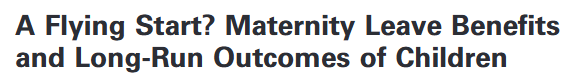 A Flying Start? Maternity Leave Benefits
and Long-Run Outcomes of Children